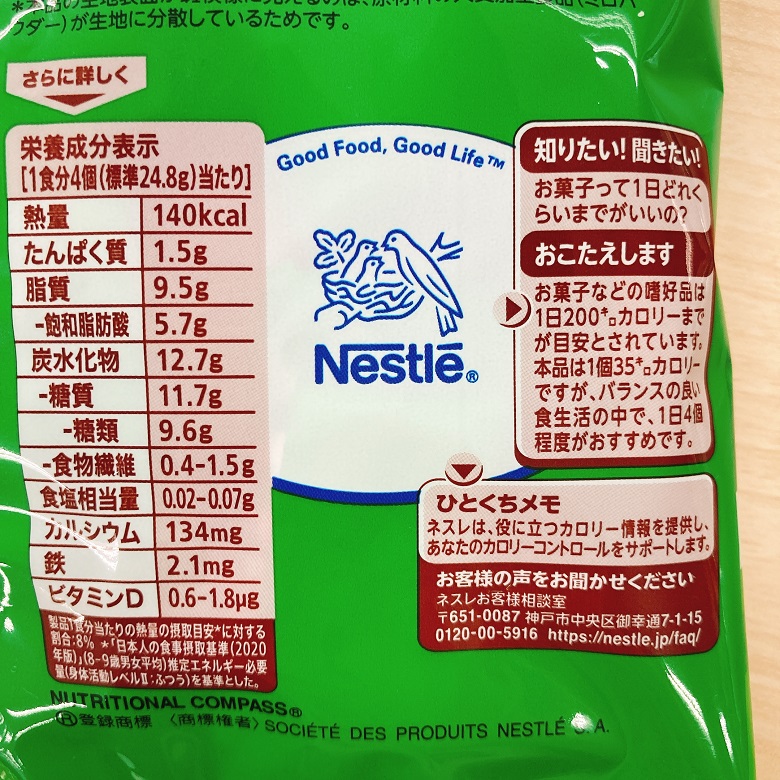 ウダー)が生地に分散しているためです。
さらに詳しく
栄養成分表示
[1食分4個(標準24.8g)当たり]
熱量 140kcal
たんぱく質 1.5g
脂質 9.5g
-飽和脂肪酸 5.7g
炭水化物 12.7g
-糖質 11.7g
-糖類 9.6g
-食物繊維 0.4-1.5g
食塩相当量 0.02-0.07g
カルシウム 134mg
鉄 2.1mg
ビタミンD 0.6-1.8μg
製品1食分当たりの熱量の摂取目安*に対する
割合:8% *「日本人の食事摂取基準(2020
年版)」(8-9歳男女平均)推定エネルギー必要
量(身体活動レベルⅡ:ふつう)を基準とした。
NUTRITIONAL COMPASS®
®登録商標 〈商標権者〉SOCIÉTÉ DES PRODUITS NESTLÉ S.A.
Good Food, Good Life™
Nestlé®
知りたい!聞きたい!
お菓子って1日どれく
らいまでがいいの?
おこたえします
お菓子などの嗜好品は
1日200㌔カロリーまで
が目安とされています。
本品は1個35㌔カロリー
ですが、バランスの良い
食生活の中で、1日4個
程度がおすすめです。
ひとくちメモ
ネスレは、役に立つカロリー情報を提供し、
あなたのカロリーコントロールをサポートします。
お客様の声をお聞かせください
ネスレお客様相談室
〒651-0087 神戸市中央区御幸通7-1-15
0120-00-5916 https://nestle.jp/faq/